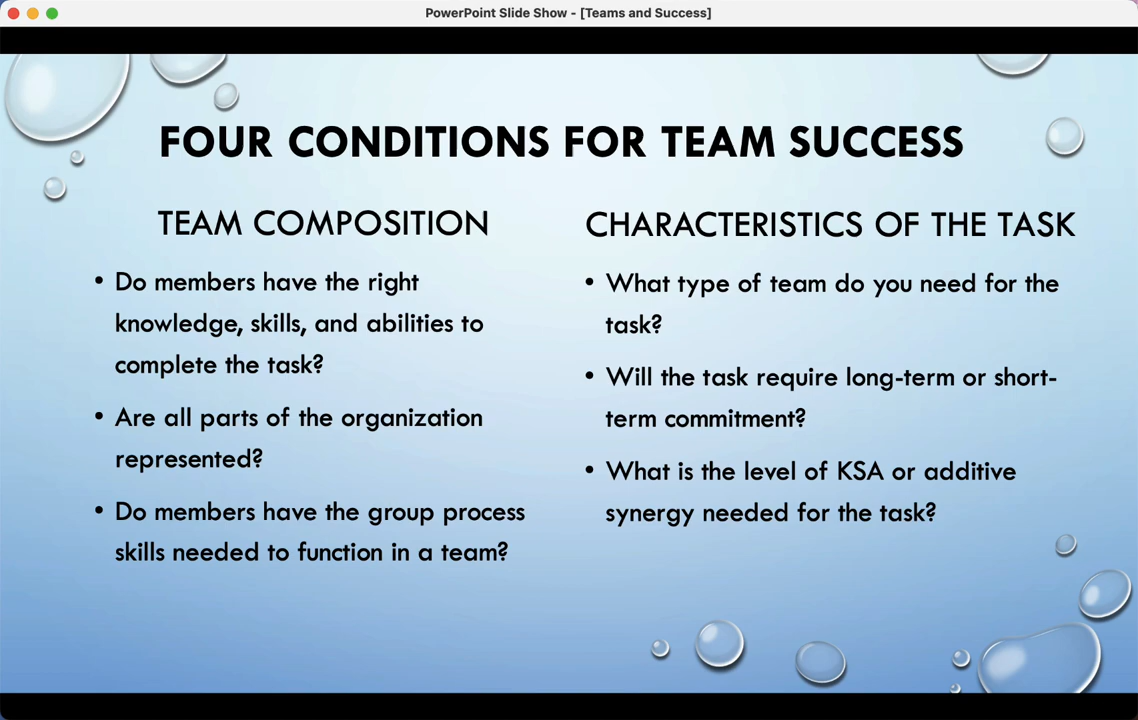 PowerPoint Slide Show - [Teams and Success]
FOUR CONDITIONS FOR TEAM SUCCESS
TEAM COMPOSITION
• Do members have the right
knowledge, skills, and abilities to
complete the task?
• Are all parts of the organization
represented?
• Do members have the group process
skills needed to function in a team?
CHARACTERISTICS OF THE TASK
• What type of team do you need for the
task?
• Will the task require long-term or short-
term commitment?
• What is the level of KSA or additive
synergy needed for the task?